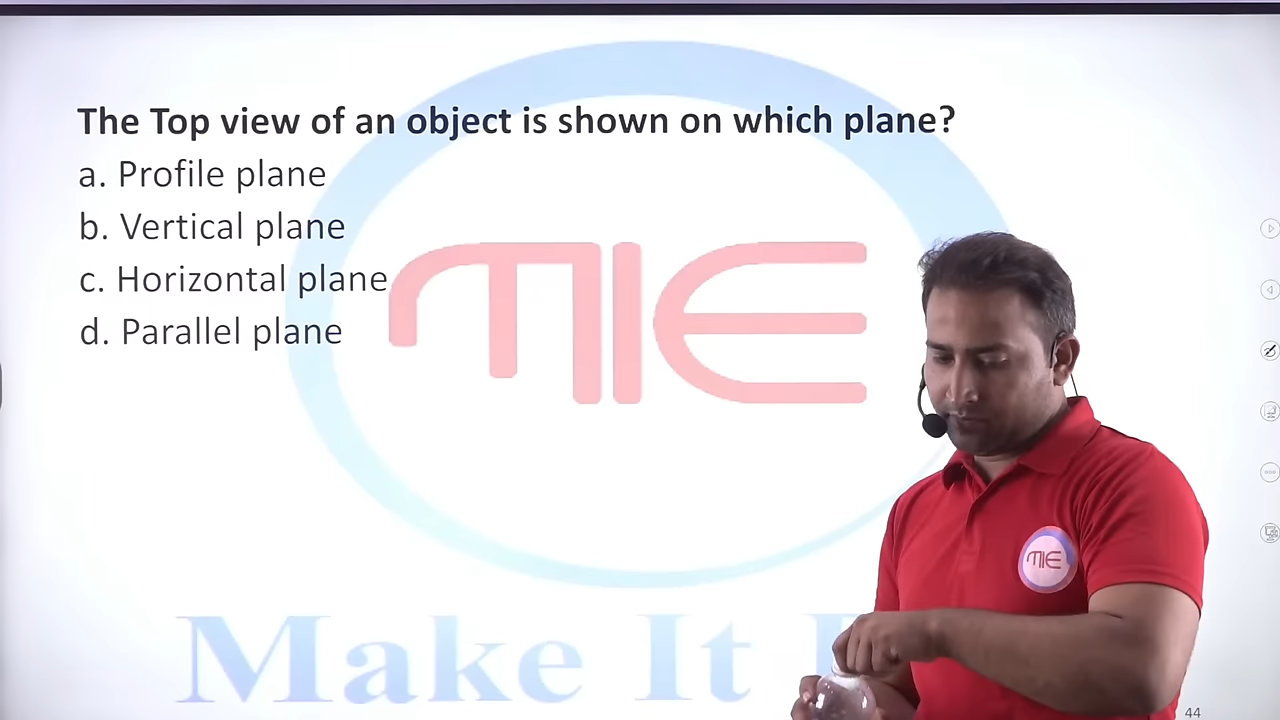 The Top view of an object is shown on which plane?
a. Profile plane
b. Vertical plane
c. Horizontal plane
d. Parallel plane
MIE
MIE
Make It
44